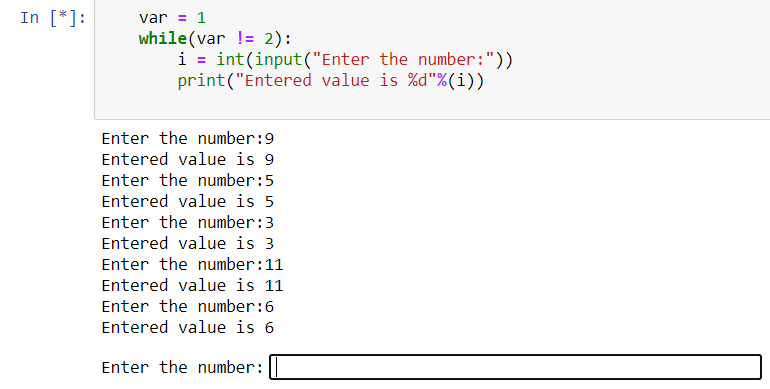 In [*]: var = 1
while(var != 2):
i = int(input("Enter the number:"))
print("Entered value is %d"%(i))
Enter the number:9
Entered value is 9
Enter the number:5
Entered value is 5
Enter the number:3
Entered value is 3
Enter the number:11
Entered value is 11
Enter the number:6
Entered value is 6
Enter the number: